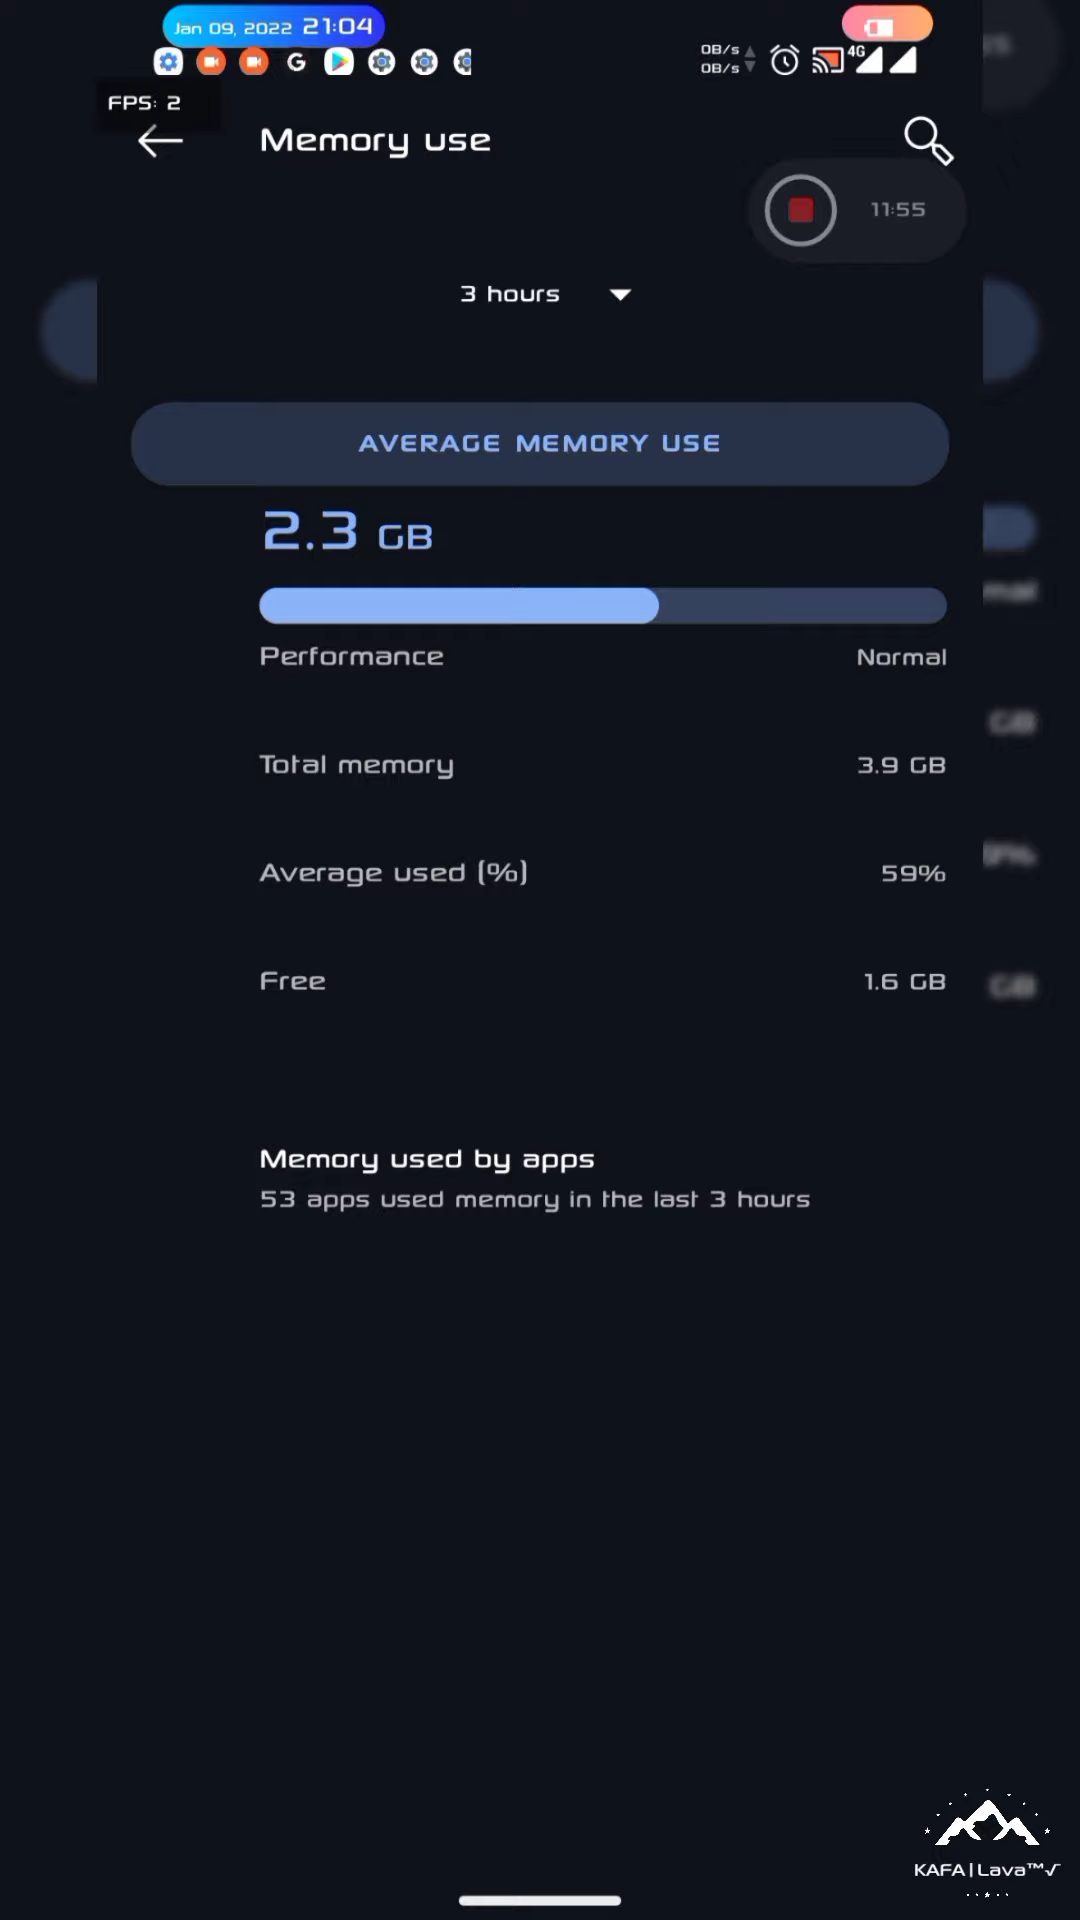 Jan 09, 2022 21:04
0B/s
0B/s
4G
FPS: 2
Memory use
11:55
3 hours
AVERAGE MEMORY USE
2.3 GB
Performance Normal
Total memory 3.9 GB
Average used (%) 59%
Free 1.6 GB
Memory used by apps
53 apps used memory in the last 3 hours
KAFA|Lava™√